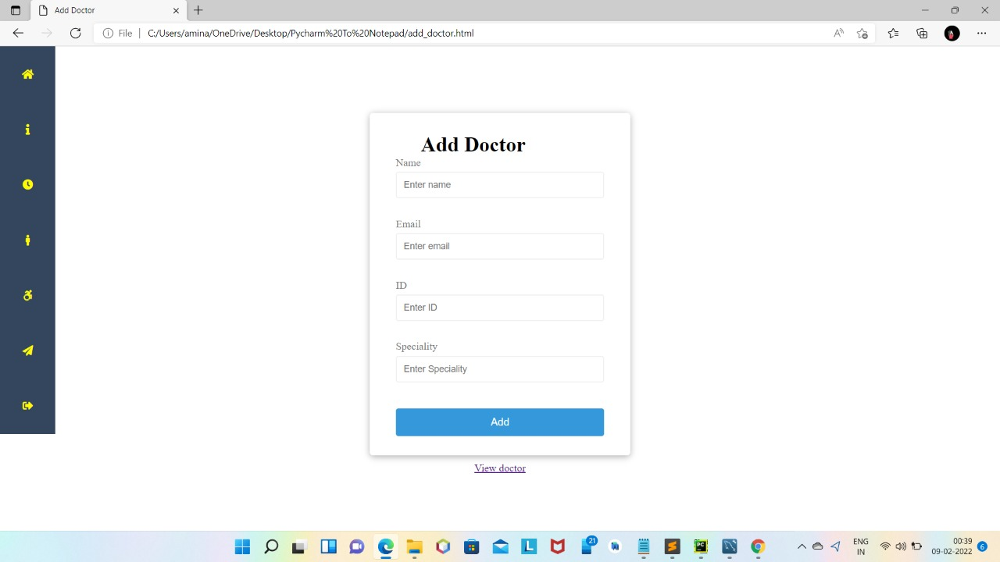 Add Doctor
File
C:/Users/amina/OneDrive/Desktop/Pycharm%20To%20Notepad/add_doctor.html
Add Doctor
Name
Enter name
Email
Enter email
ID
Enter ID
Speciality
Enter Speciality
Add
View doctor
L
21
S
PC
ENG
IN
00:39
09-02-2022
6